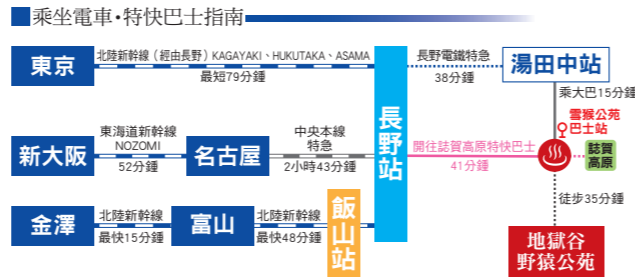 乘坐電車・特快巴士指南
東京
北陸新幹線（經由長野）KAGAYAKI、HUKUTAKA、ASAMA
最短79分鍾
長野電鐵特急
38分鍾
湯田中站
乘大巴15分鍾
雪猴公苑
巴士站
新大阪
東海道新幹線
NOZOMI
52分鍾
名古屋
中央本線
特急
2小時43分鍾
長野站
開往誌賀高原特快巴士
41分鍾
誌賀
高原
徒步35分鍾
金澤
北陸新幹線
最快15分鍾
富山
北陸新幹線
最快48分鍾
飯山站
地獄谷
野猿公苑